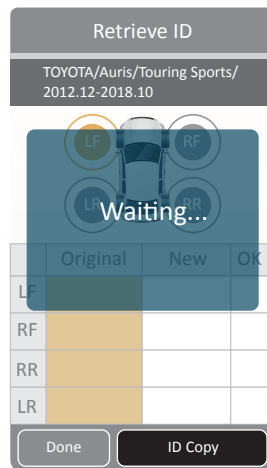 Retrieve ID
TOYOTA/Auris/Touring Sports/
2012.12-2018.10
LF RF
LR RR
Waiting...
Original New OK
LF
RF
RR
LR
Done ID Copy